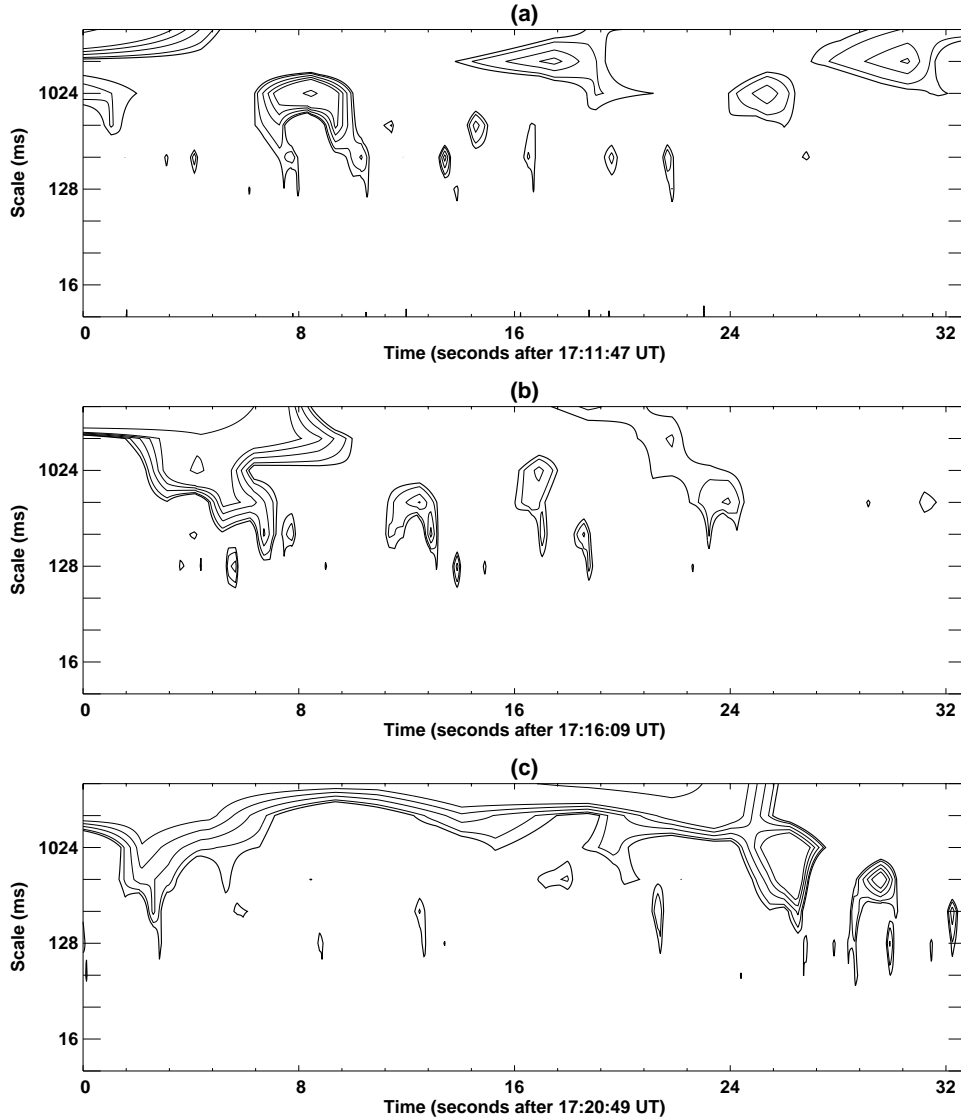 (a)
Scale (ms)
1024
128
16
0 8 16 24 32
Time (seconds after 17:11:47 UT)
(b)
Scale (ms)
1024
128
16
0 8 16 24 32
Time (seconds after 17:16:09 UT)
(c)
Scale (ms)
1024
128
16
0 8 16 24 32
Time (seconds after 17:20:49 UT)